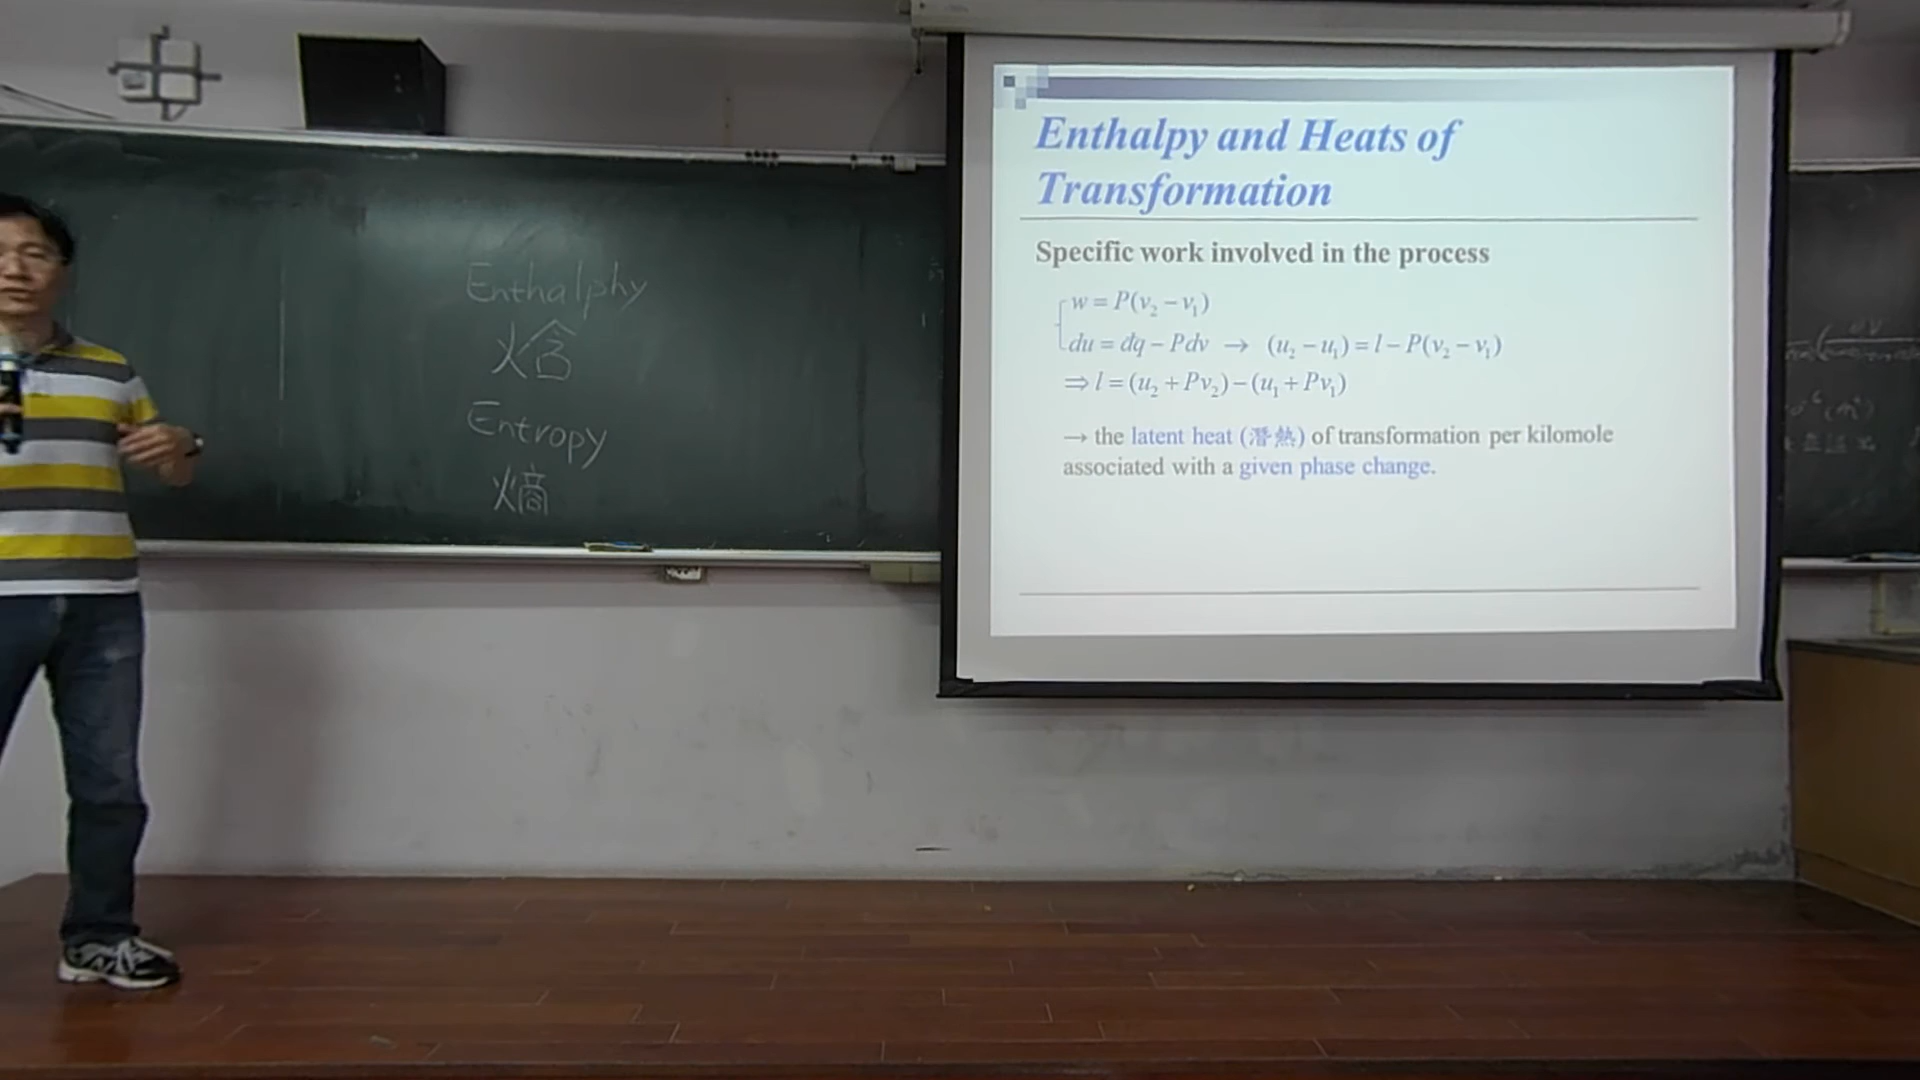 Enthalphy
焓
Entropy
熵
Enthalpy and Heats of
Transformation
Specific work involved in the process
w = P(v₂ − v₁)
du = dq − Pdv → (u₂ − u₁) = l − P(v₂ − v₁)
⇒ l = (u₂ + Pv₂) − (u₁ + Pv₁)
→ the latent heat (潛熱) of transformation per kilomole
associated with a given phase change.